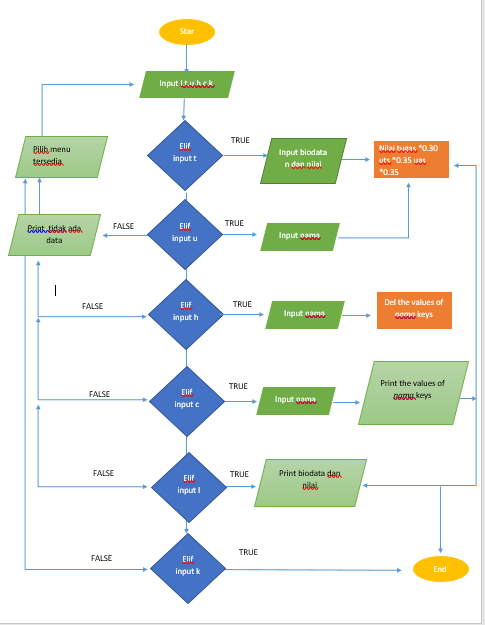 Star
Input l,t,u,h,c,k
Elif
input t
TRUE
Input biodata
n dan nilai
Nilai tugas *0.30
uts *0.35 uas
*0.35
Pilih menu
tersedia
Print tidak ada
data
FALSE
Elif
input u
TRUE
Input nama
FALSE
Elif
input h
TRUE
Input nama
Del the values of
nama keys
FALSE
Elif
input c
TRUE
Input nama
Print the values of
nama keys
FALSE
Elif
input l
TRUE
Print biodata dan
nilai
FALSE
Elif
input k
TRUE
End